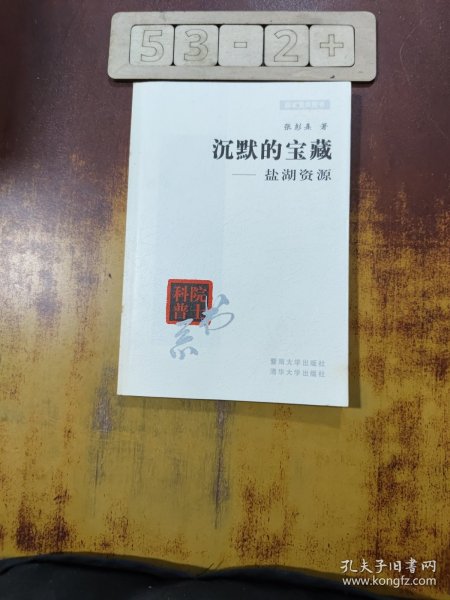 53-2+
张彭熹 著
沉默的宝藏
——盐湖资源
院士
科普
书系
暨南大学出版社
清华大学出版社
孔夫子旧书网
www.kongfz.com